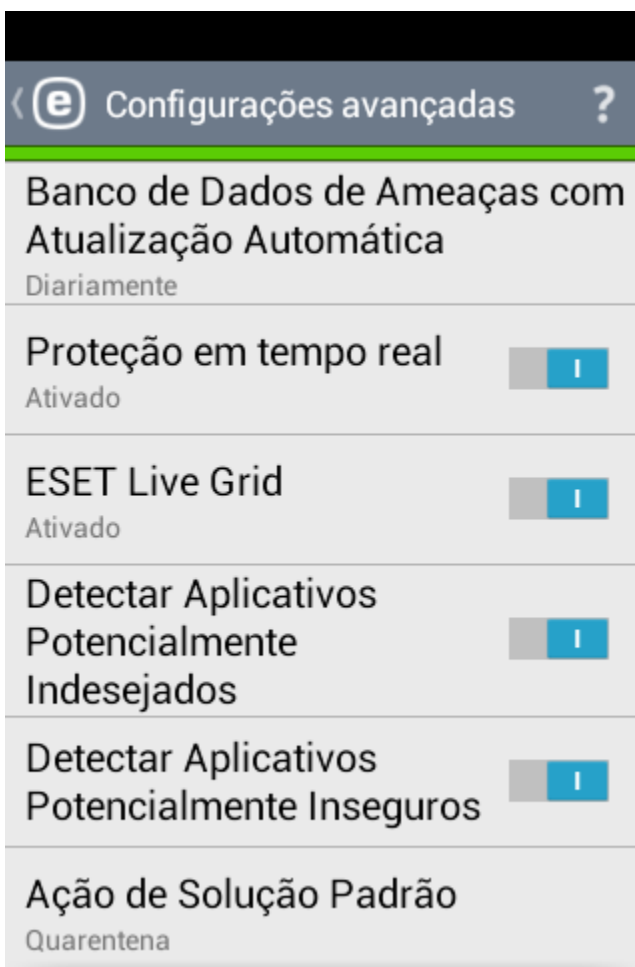 e Configurações avançadas ?
Banco de Dados de Ameaças com
Atualização Automática
Diariamente
Proteção em tempo real
Ativado
ESET Live Grid
Ativado
Detectar Aplicativos
Potencialmente
Indesejados
Detectar Aplicativos
Potencialmente Inseguros
Ação de Solução Padrão
Quarentena